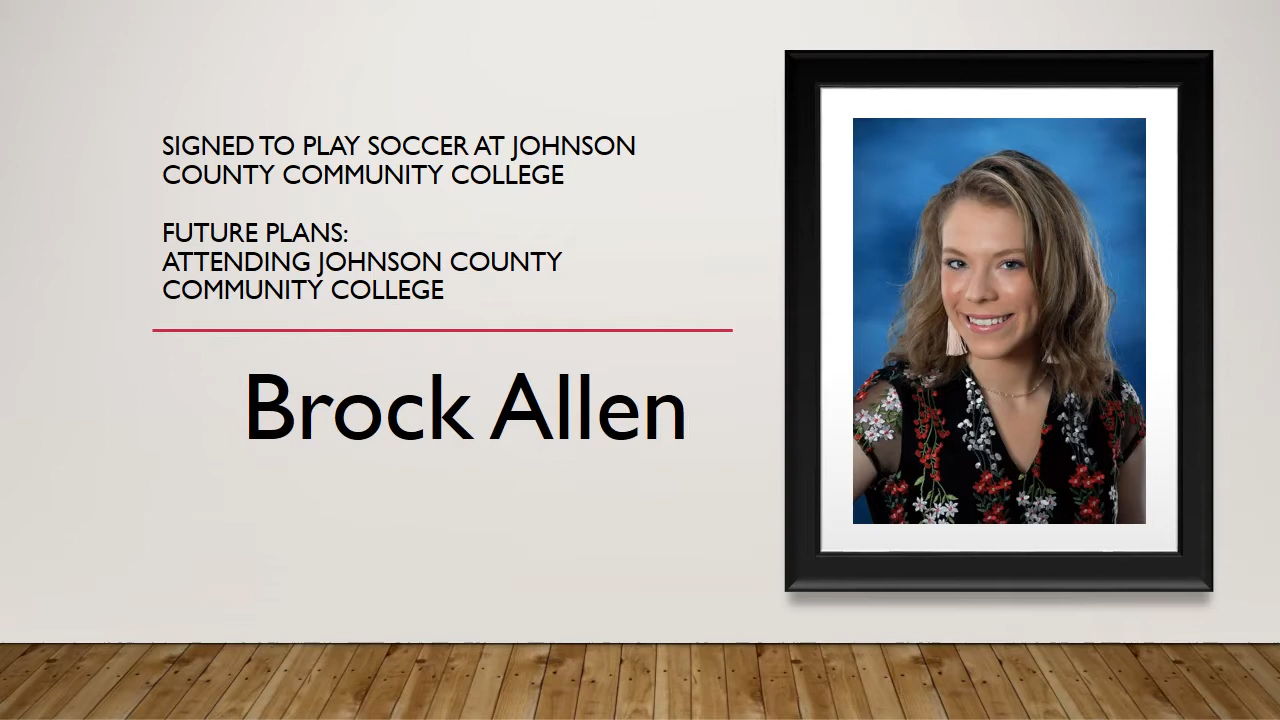 SIGNED TO PLAY SOCCER AT JOHNSON
COUNTY COMMUNITY COLLEGE
FUTURE PLANS:
ATTENDING JOHNSON COUNTY
COMMUNITY COLLEGE
Brock Allen